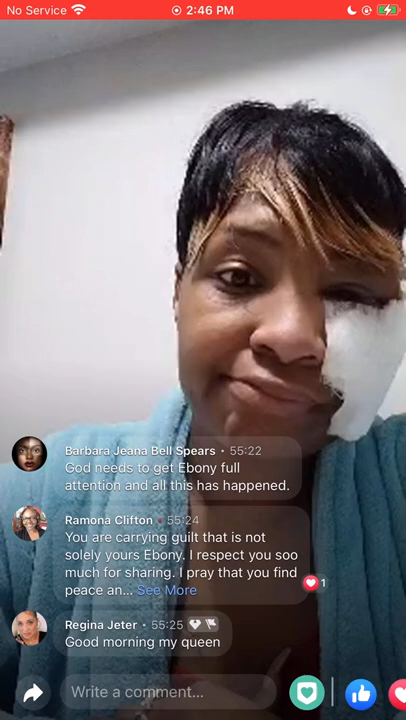 No Service 2:46 PM
Barbara Jeana Bell Spears • 55:22
God needs to get Ebony full
attention and all this has happened.
Ramona Clifton • 55:24
You are carrying guilt that is not
solely yours Ebony. I respect you soo
much for sharing. I pray that you find
peace an... See More
1
Regina Jeter • 55:25
Good morning my queen
Write a comment...